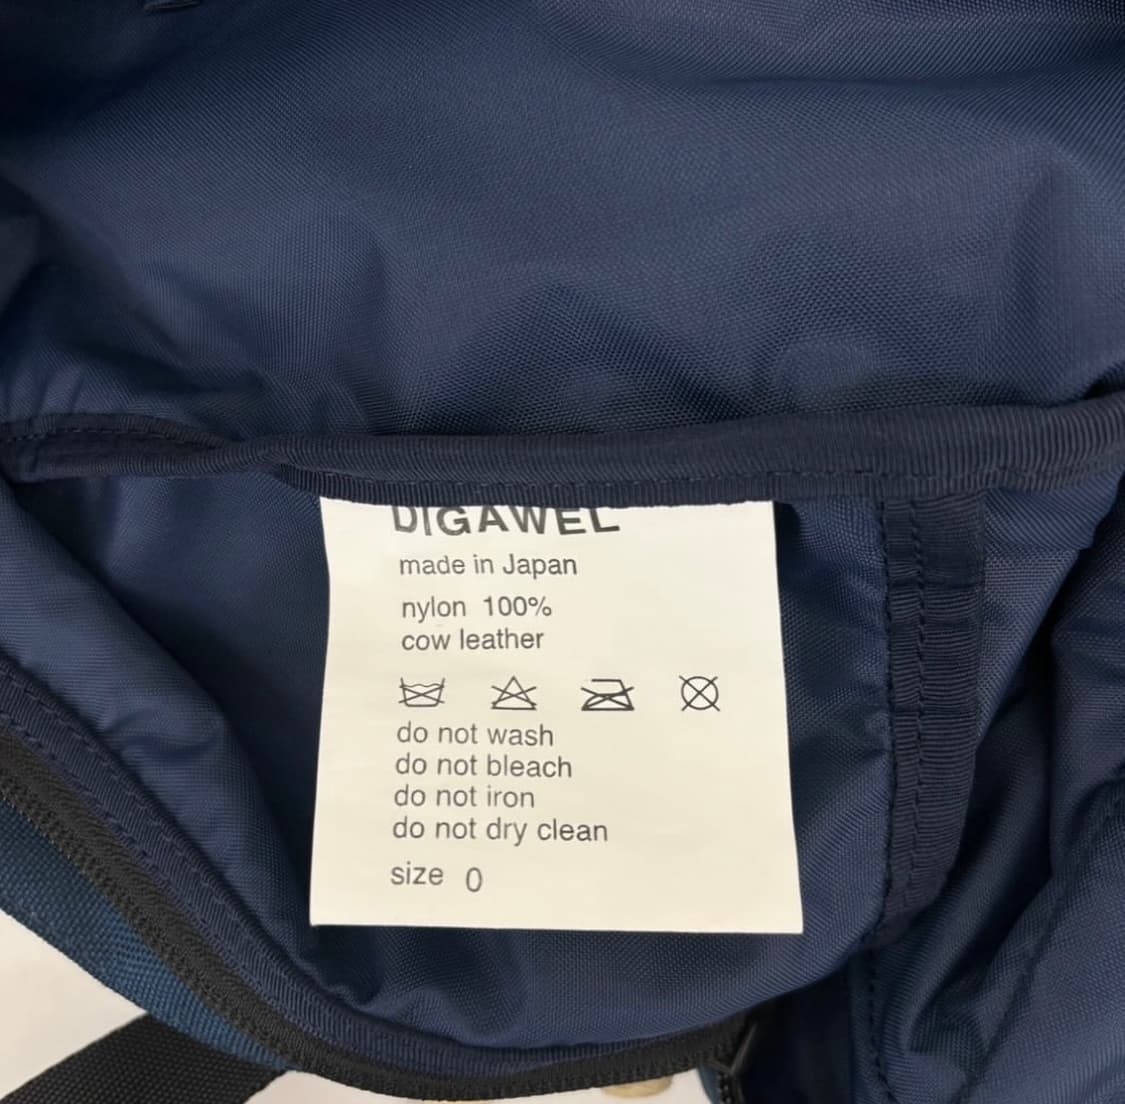 DIGAWEL
made in Japan
nylon 100%
cow leather
do not wash
do not bleach
do not iron
do not dry clean
size 0